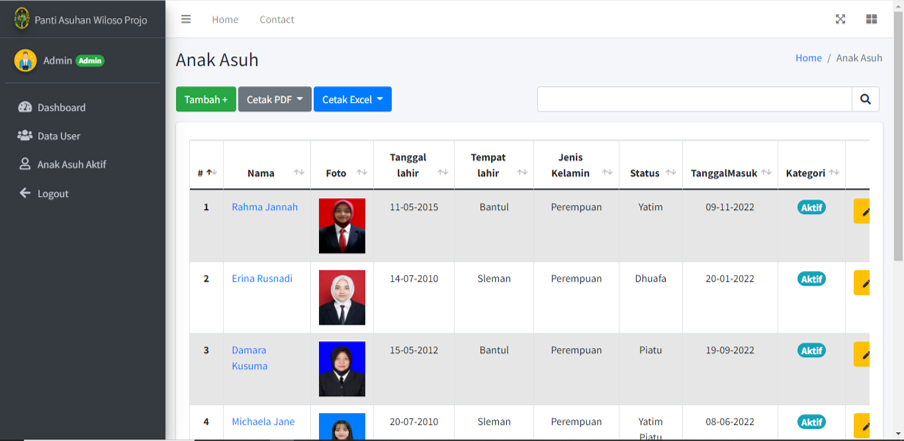 Panti Asuhan Wiloso Projo
Home Contact
Admin Admin
Dashboard
Data User
Anak Asuh Aktif
Logout
Anak Asuh
Home / Anak Asuh
Tambah + Cetak PDF Cetak Excel
# Nama Foto Tanggal lahir Tempat lahir Jenis Kelamin Status TanggalMasuk Kategori
1 Rahma Jannah 11-05-2015 Bantul Perempuan Yatim 09-11-2022 Aktif
2 Erina Rusnadi 14-07-2010 Sleman Perempuan Dhuafa 20-01-2022 Aktif
3 Damara Kusuma 15-05-2012 Bantul Perempuan Piatu 19-09-2022 Aktif
4 Michaela Jane 20-07-2010 Sleman Perempuan Yatim Piatu 08-06-2022 Aktif